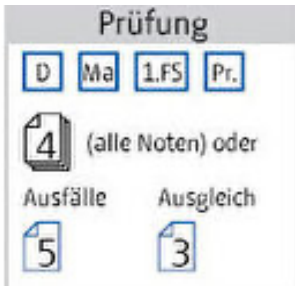 Prüfung
D Ma 1.FS Pr.
4 (alle Noten) oder
Ausfälle Ausgleich
5 3